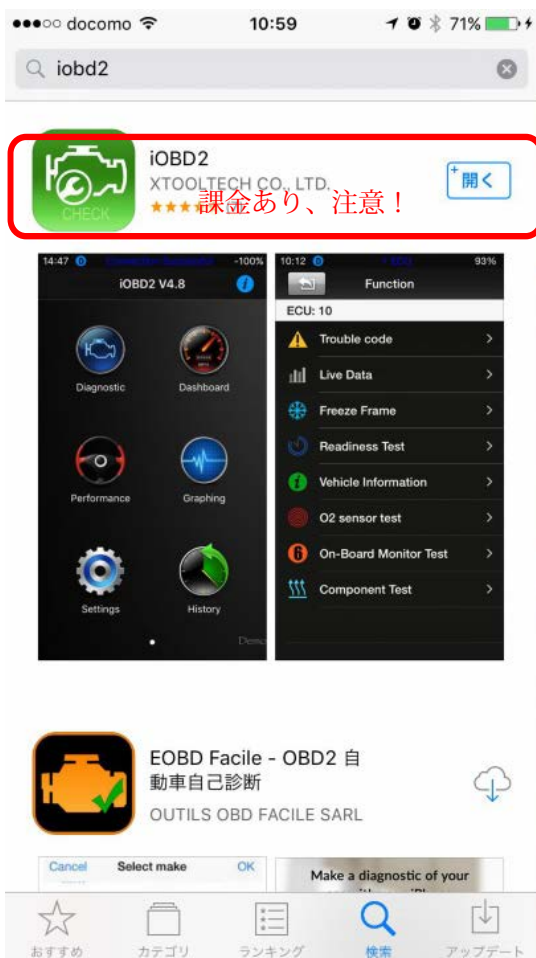 docomo 10:59 71%
iobd2
iOBD2
XTOOLTECH CO., LTD.
課金あり、注意！
+
開く
CHECK
14:47 -100%
iOBD2 V4.8
Diagnostic Dashboard
Performance Graphing
Settings History
Demo
10:12 93%
Function
ECU: 10
Trouble code
Live Data
Freeze Frame
Readiness Test
Vehicle Information
O2 sensor test
6 On-Board Monitor Test
Component Test
EOBD Facile - OBD2 自
動車自己診断
OUTILS OBD FACILE SARL
Cancel Select make OK
Make a diagnostic of your
おすすめ カテゴリ ランキング 検索 アップデート